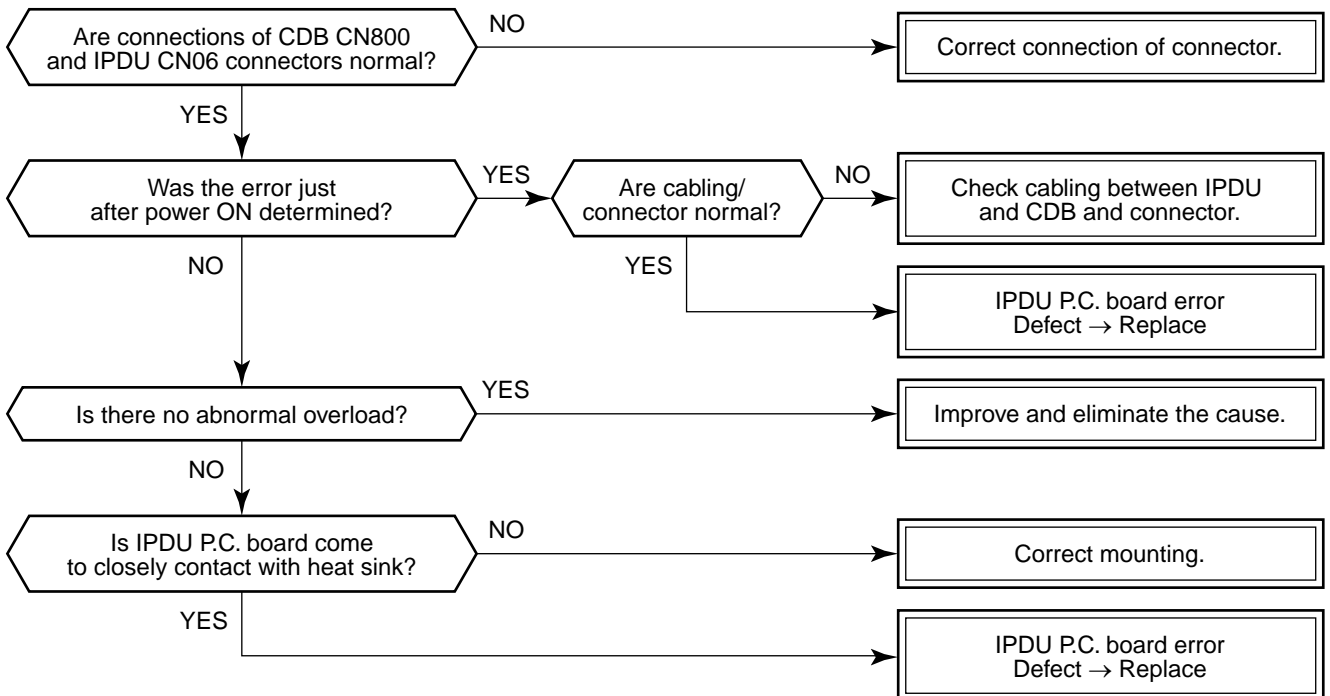 Are connections of CDB CN800
and IPDU CN06 connectors normal?
NO
Correct connection of connector.
YES
Was the error just
after power ON determined?
YES
Are cabling/
connector normal?
NO
Check cabling between IPDU
and CDB and connector.
NO
YES
IPDU P.C. board error
Defect → Replace
Is there no abnormal overload?
YES
Improve and eliminate the cause.
NO
Is IPDU P.C. board come
to closely contact with heat sink?
NO
Correct mounting.
YES
IPDU P.C. board error
Defect → Replace